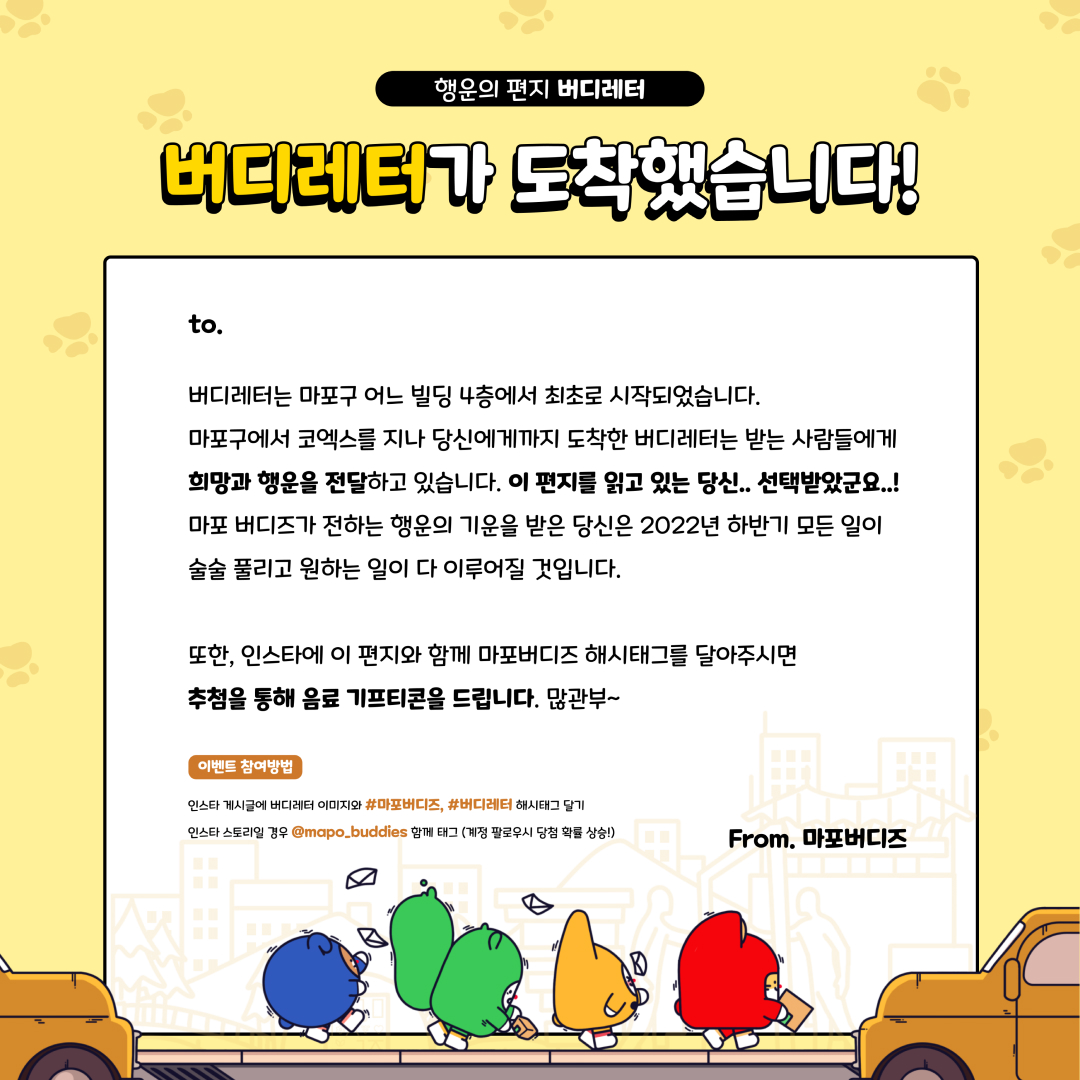 행운의 편지 버디레터
버디레터가 도착했습니다!
to.
버디레터는 마포구 어느 빌딩 4층에서 최초로 시작되었습니다.
마포구에서 코엑스를 지나 당신에게까지 도착한 버디레터는 받는 사람들에게
희망과 행운을 전달하고 있습니다. 이 편지를 읽고 있는 당신.. 선택받았군요..!
마포 버디즈가 전하는 행운의 기운을 받은 당신은 2022년 하반기 모든 일이
술술 풀리고 원하는 일이 다 이루어질 것입니다.
또한, 인스타에 이 편지와 함께 마포버디즈 해시태그를 달아주시면
추첨을 통해 음료 기프티콘을 드립니다. 많관부~
이벤트 참여방법
인스타 게시글에 버디레터 이미지와 #마포버디즈, #버디레터 해시태그 달기
인스타 스토리일 경우 @mapo_buddies 함께 태그 (계정 팔로우시 당첨 확률 상승!)
From. 마포버디즈